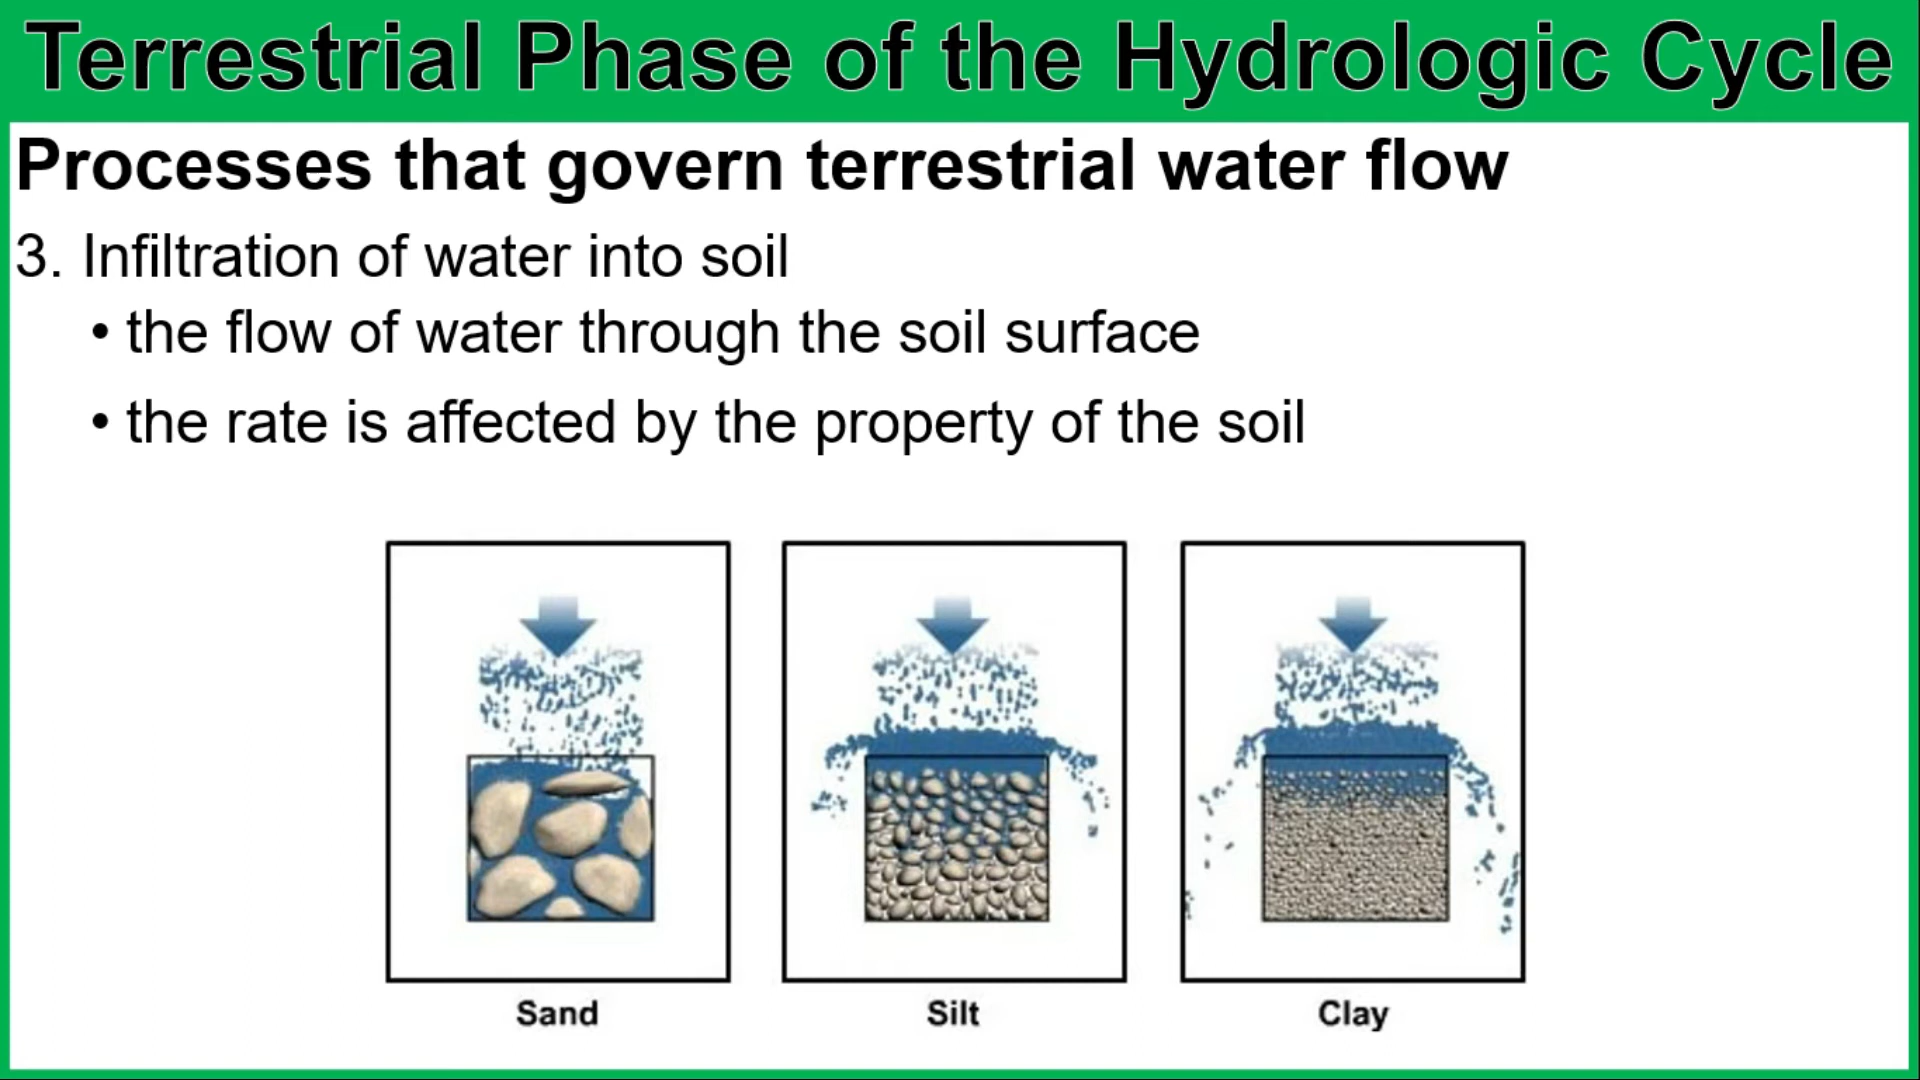 Terrestrial Phase of the Hydrologic Cycle
Processes that govern terrestrial water flow
3. Infiltration of water into soil
• the flow of water through the soil surface
• the rate is affected by the property of the soil
Sand
Silt
Clay